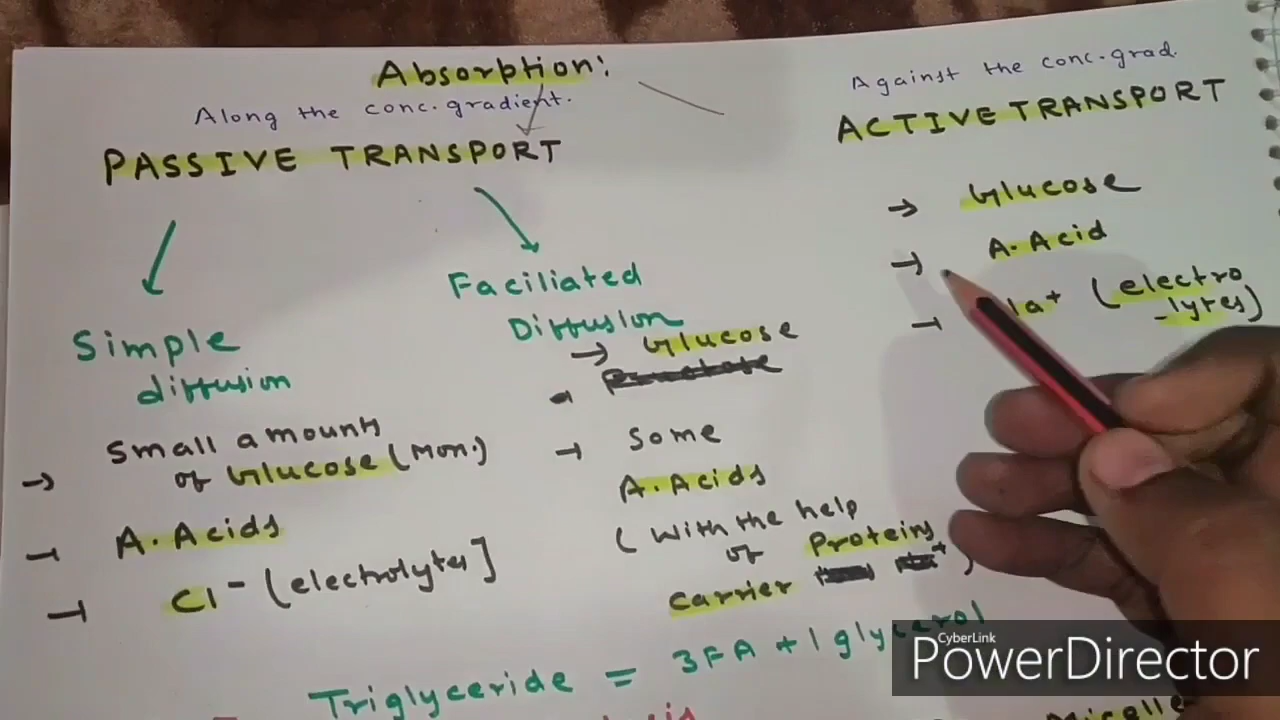 Absorption:
Along the conc. gradient.
PASSIVE TRANSPORT
Simple
diffusion
→ Small amounts
of Glucose (Mon.)
→ A. Acids
→ Cl- (electrolytes]
Faciliated
Diffusion
→ Glucose
→ Some
A. Acids
(With the help
of Proteins
carrier )
Against the conc. grad.
ACTIVE TRANSPORT
→ Glucose
→ A. Acid
→ a+ (electro
-lytes)
Triglyceride = 3FA + 1 glycerol
Micelle
CyberLink
PowerDirector